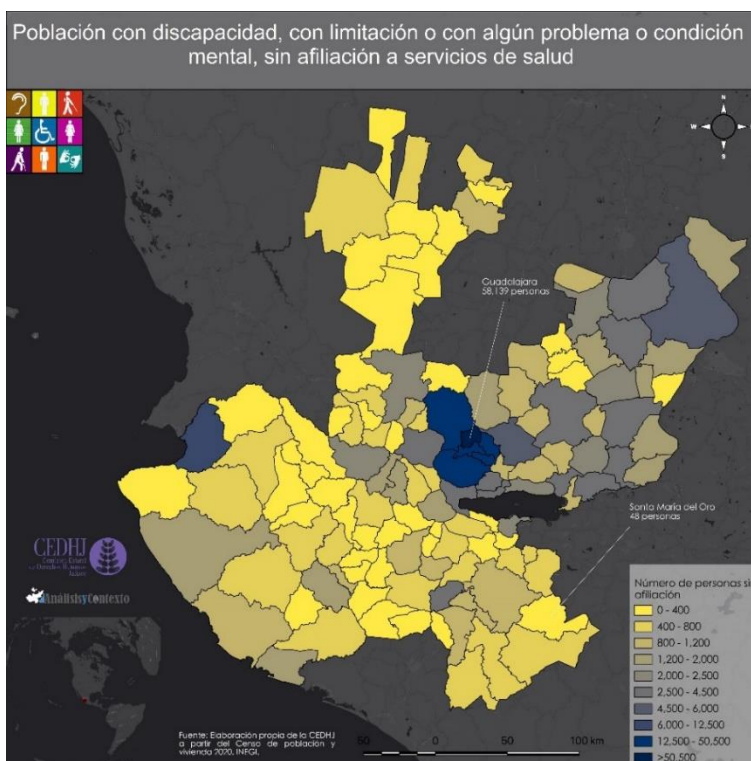 Población con discapacidad, con limitación o con algún problema o condición
mental, sin afiliación a servicios de salud
N
W
E
S
Guadalajara
58,139 personas
Santa María del Oro
48 personas
CEDHJ
AnálisisyContexto
Número de personas sin
afiliación
0 - 400
400 - 800
800 - 1,200
1,200 - 2,000
2,000 - 2,500
2,500 - 4,500
4,500 - 6,000
6,000 - 12,500
12,500 - 50,500
>50,500
Fuente: Elaboración propia de la CEDHJ
a partir del Censo de población y
vivienda 2020, INEGI.
50 0 50 100 km